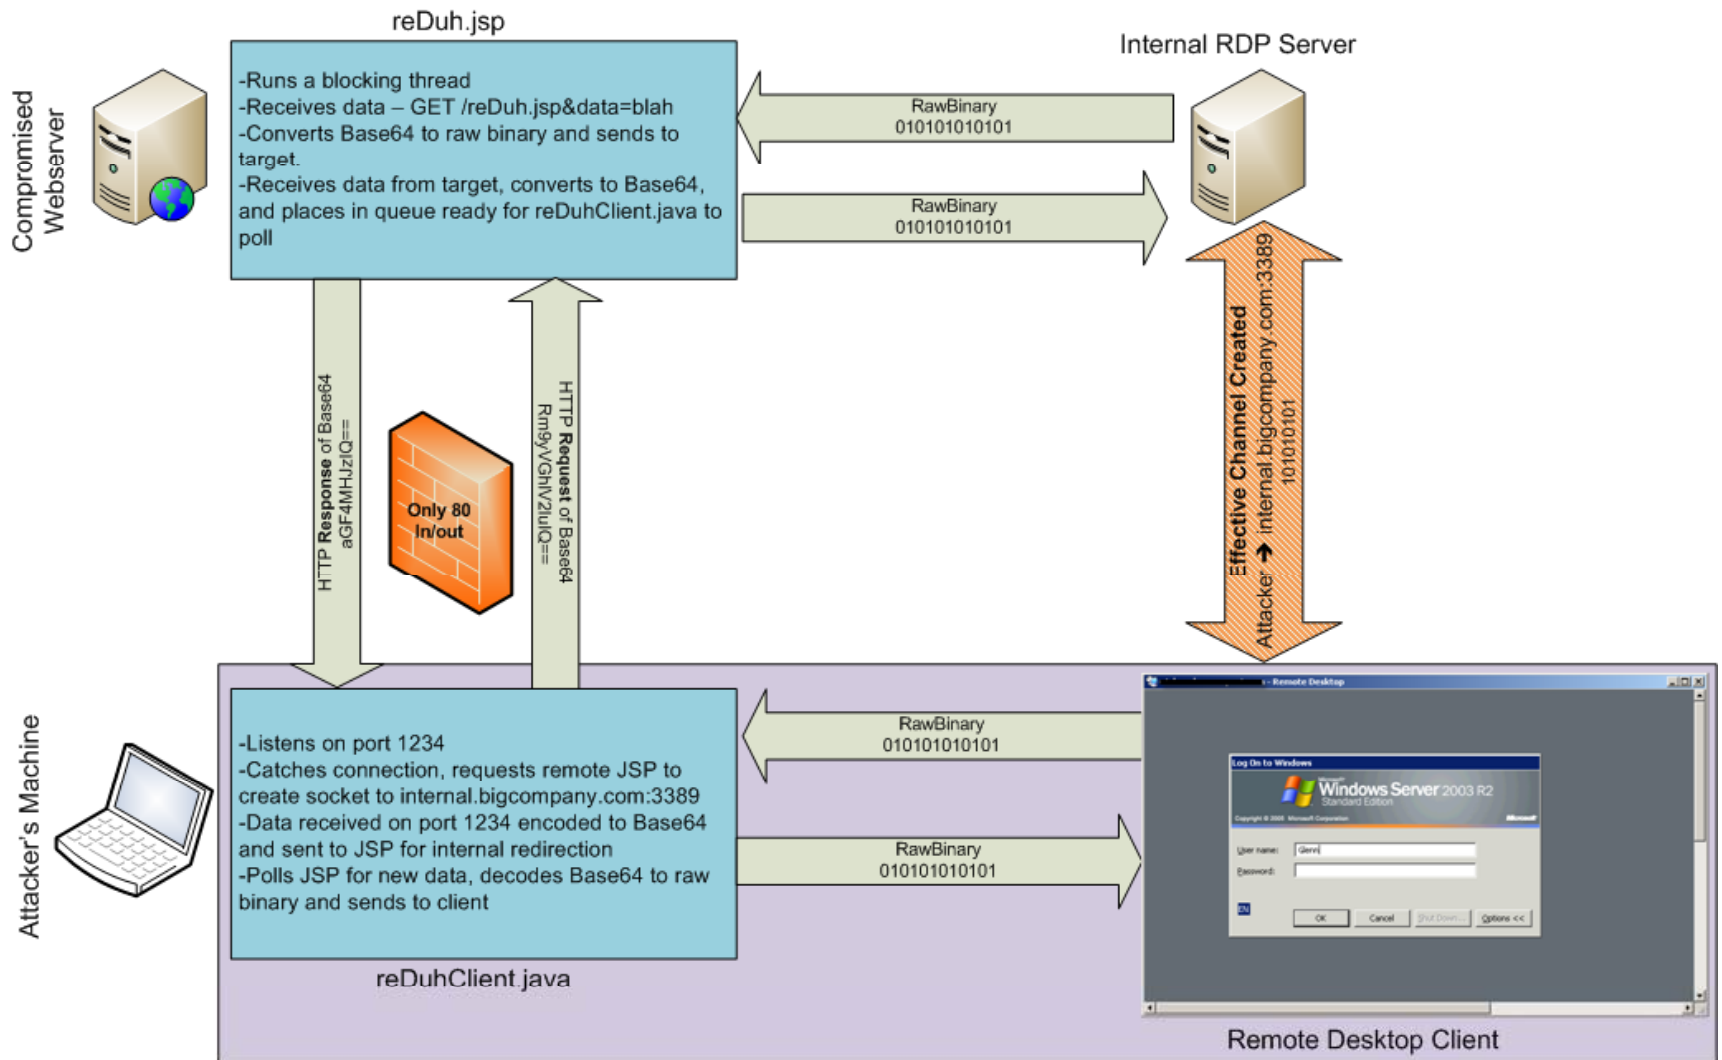 reDuh.jsp
Internal RDP Server
Compromised
Webserver
-Runs a blocking thread
-Receives data – GET /reDuh.jsp&data=blah
-Converts Base64 to raw binary and sends to
target.
-Receives data from target, converts to Base64,
and places in queue ready for reDuhClient.java to
poll
RawBinary
010101010101
RawBinary
010101010101
HTTP Response of Base64
aGF4MHJzIQ==
Only 80
In/out
HTTP Request of Base64
Rm9yVGhlV2luIQ==
Effective Channel Created
Attacker ➔ internal.bigcompany.com:3389
101010101
Attacker's Machine
-Listens on port 1234
-Catches connection, requests remote JSP to
create socket to internal.bigcompany.com:3389
-Data received on port 1234 encoded to Base64
and sent to JSP for internal redirection
-Polls JSP for new data, decodes Base64 to raw
binary and sends to client
reDuhClient.java
RawBinary
010101010101
RawBinary
010101010101
- Remote Desktop
Log On to Windows
Microsoft
Windows Server 2003 R2
Standard Edition
Copyright © 2005 Microsoft Corporation
Microsoft
User name:
Glenn
Password:
EN
OK
Cancel
Shut Down...
Options <<
Remote Desktop Client